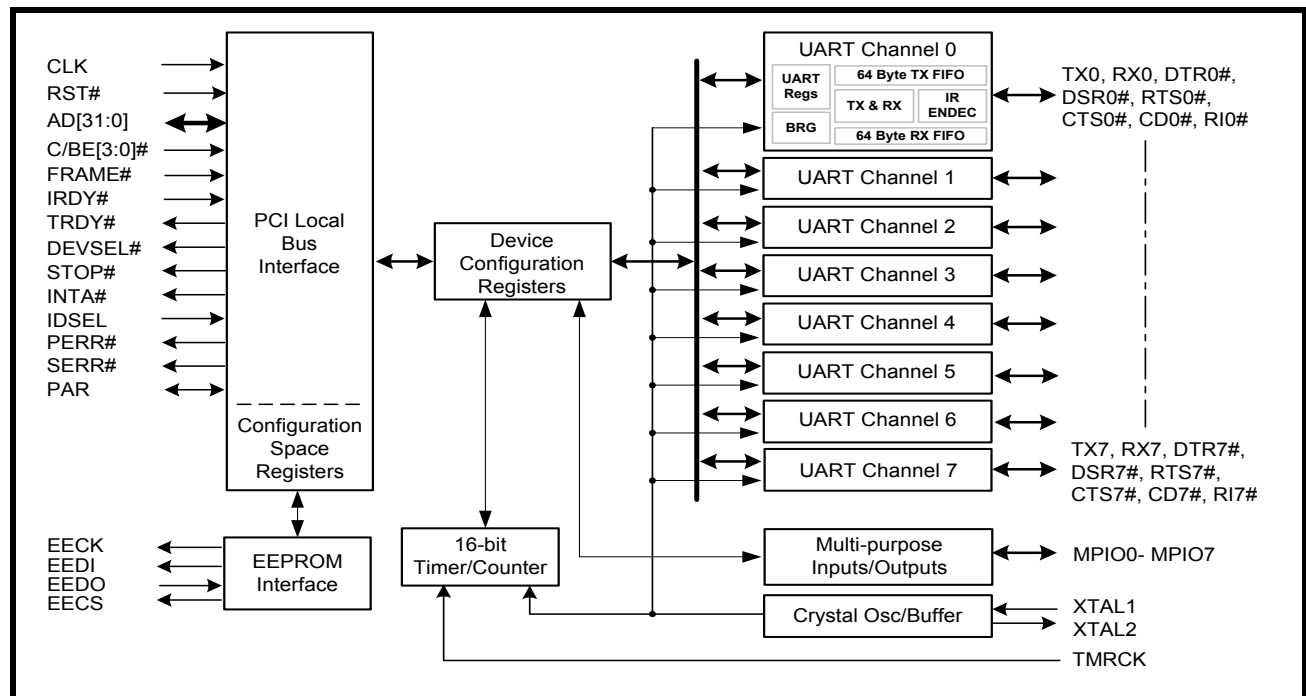 CLK
RST#
AD[31:0]
C/BE[3:0]#
FRAME#
IRDY#
TRDY#
DEVSEL#
STOP#
INTA#
IDSEL
PERR#
SERR#
PAR
EECK
EEDI
EEDO
EECS
PCI Local
Bus
Interface
Configuration
Space
Registers
EEPROM
Interface
Device
Configuration
Registers
16-bit
Timer/Counter
UART Channel 0
UART
Regs
BRG
64 Byte TX FIFO
TX & RX
IR
ENDEC
64 Byte RX FIFO
UART Channel 1
UART Channel 2
UART Channel 3
UART Channel 4
UART Channel 5
UART Channel 6
UART Channel 7
Multi-purpose
Inputs/Outputs
Crystal Osc/Buffer
TX0, RX0, DTR0#,
DSR0#, RTS0#,
CTS0#, CD0#, RI0#
TX7, RX7, DTR7#,
DSR7#, RTS7#,
CTS7#, CD7#, RI7#
MPIO0- MPIO7
XTAL1
XTAL2
TMRCK